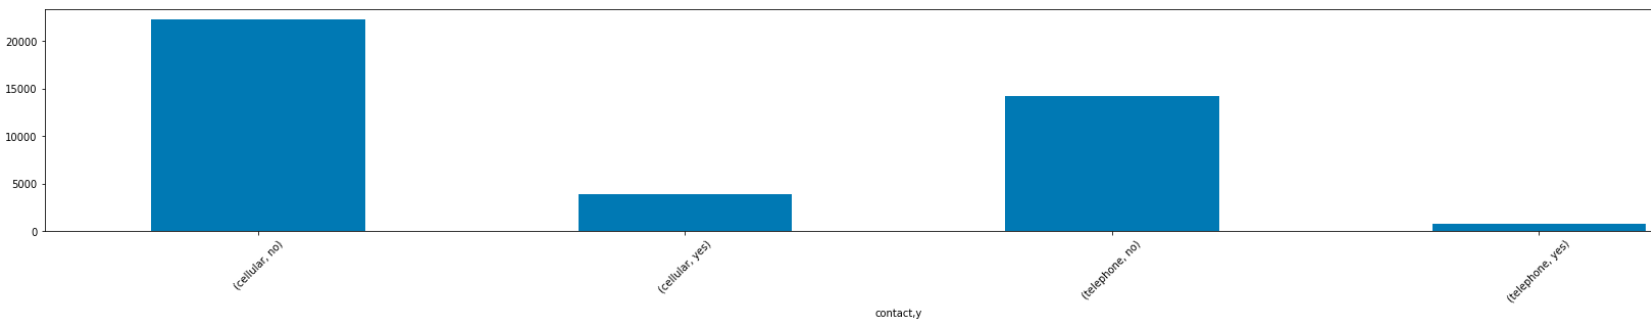 20000
15000
10000
5000
0
(cellular, no)
(cellular, yes)
(telephone, no)
(telephone, yes)
contact,y